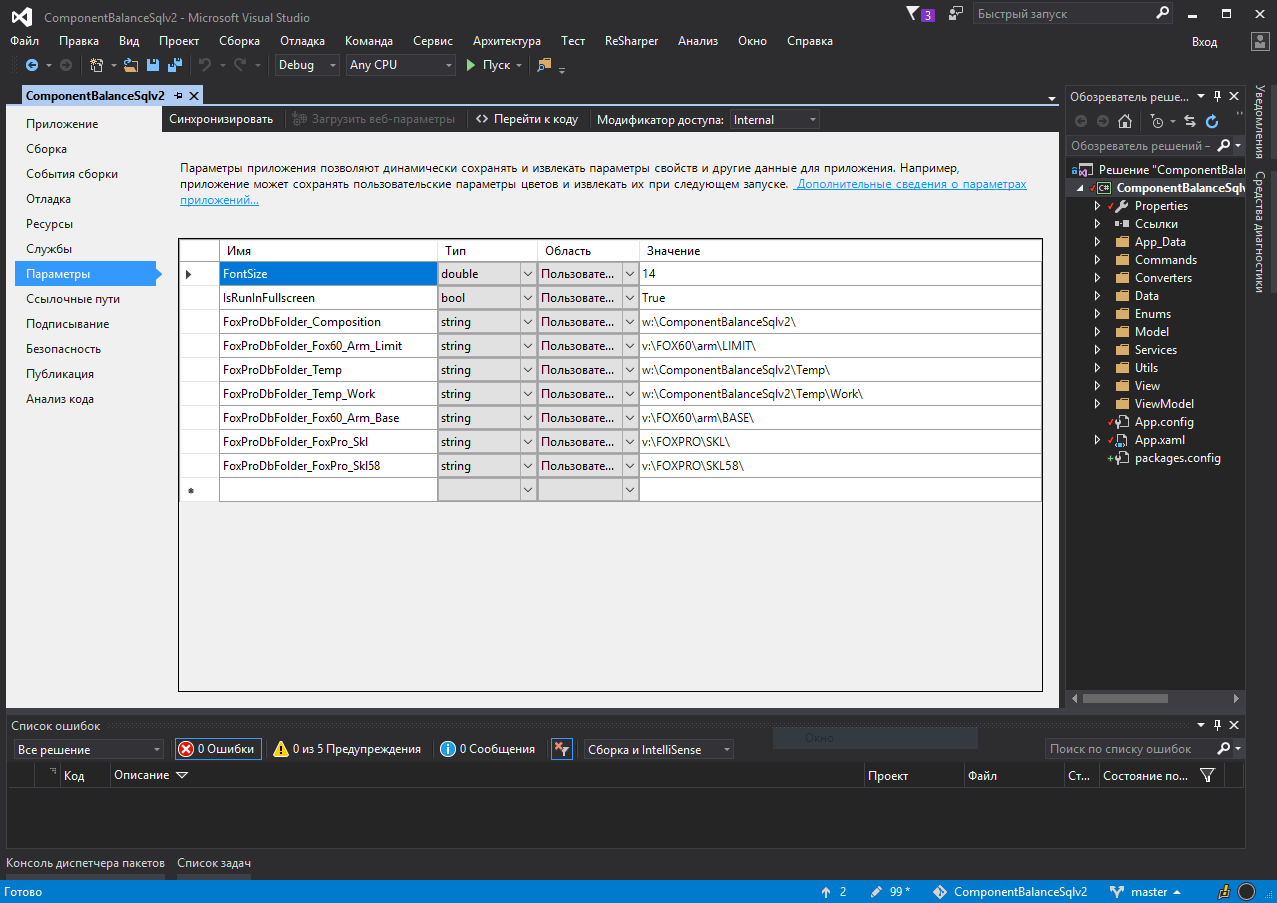 ComponentBalanceSqlv2 - Microsoft Visual Studio
3
Быстрый запуск
Файл Правка Вид Проект Сборка Отладка Команда Сервис Архитектура Тест ReSharper Анализ Окно Справка Вход
Debug Any CPU Пуск
ComponentBalanceSqlv2
Приложение
Сборка
События сборки
Отладка
Ресурсы
Службы
Параметры
Ссылочные пути
Подписывание
Безопасность
Публикация
Анализ кода
Синхронизировать Загрузить веб-параметры Перейти к коду Модификатор доступа: Internal
Параметры приложения позволяют динамически сохранять и извлекать параметры свойств и другие данные для приложения. Например,
приложение может сохранять пользовательские параметры цветов и извлекать их при следующем запуске. Дополнительные сведения о параметрах
приложений...
Имя Тип Область Значение
FontSize double Пользовате... 14
IsRunInFullscreen bool Пользовате... True
FoxProDbFolder_Composition string Пользовате... w:\ComponentBalanceSqlv2\
FoxProDbFolder_Fox60_Arm_Limit string Пользовате... v:\FOX60\arm\LIMIT\
FoxProDbFolder_Temp string Пользовате... w:\ComponentBalanceSqlv2\Temp\
FoxProDbFolder_Temp_Work string Пользовате... w:\ComponentBalanceSqlv2\Temp\Work\
FoxProDbFolder_Fox60_Arm_Base string Пользовате... v:\FOX60\arm\BASE\
FoxProDbFolder_FoxPro_Skl string Пользовате... v:\FOXPRO\SKL\
FoxProDbFolder_FoxPro_Skl58 string Пользовате... v:\FOXPRO\SKL58\
Обозреватель реше...
Обозреватель решений –
Решение "ComponentBalan
C# ComponentBalanceSqlv
Properties
Ссылки
App_Data
Commands
Converters
Data
Enums
Model
Services
Utils
View
ViewModel
App.config
App.xaml
packages.config
Уведомления
Средства диагностики
Список ошибок
Все решение 0 Ошибки 0 из 5 Предупреждения 0 Сообщения Сборка и IntelliSense Окно Поиск по списку ошибок
Код Описание Проект Файл Ст... Состояние по...
Консоль диспетчера пакетов Список задач
Готово 2 99* ComponentBalanceSqlv2 master